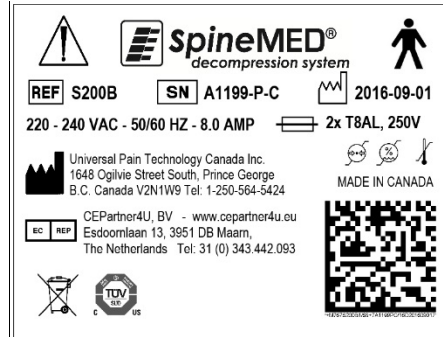 SpineMED®
decompression system
REF S200B SN A1199-P-C 2016-09-01
220 - 240 VAC - 50/60 HZ - 8.0 AMP 2x T8AL, 250V
Universal Pain Technology Canada Inc.
1648 Ogilvie Street South, Prince George
B.C. Canada V2N1W9 Tel: 1-250-564-5424
MADE IN CANADA
EC REP
CEPartner4U, BV - www.cepartner4u.eu
Esdoornlaan 13, 3951 DB Maarn,
The Netherlands Tel: 31 (0) 343.442.093
TÜV
SÜD
C US